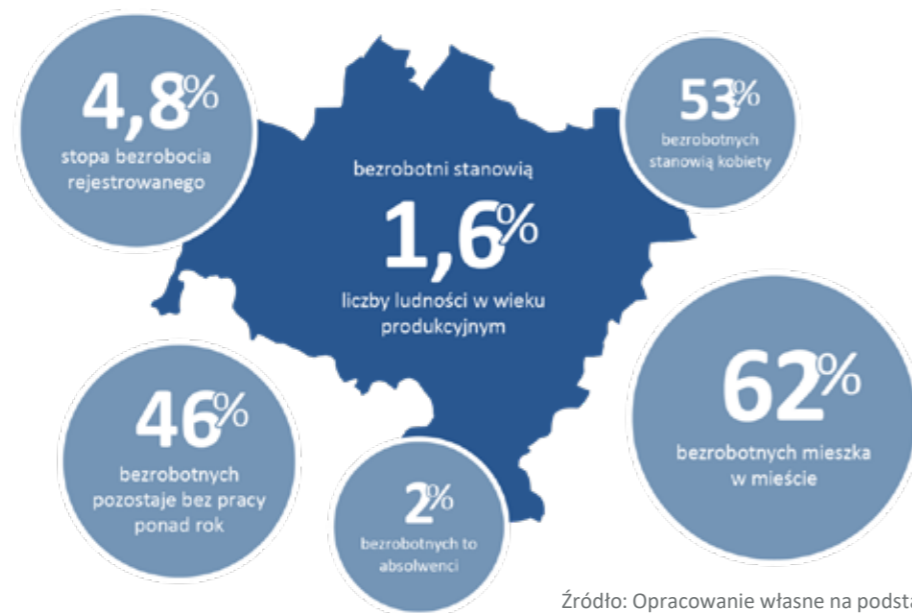 4,8%
stopa bezrobocia
rejestrowanego
53%
bezrobotnych
stanowią kobiety
bezrobotni stanowią
1,6%
liczby ludności w wieku
produkcyjnym
46%
bezrobotnych
pozostaje bez pracy
ponad rok
62%
bezrobotnych mieszka
w mieście
2%
bezrobotnych to
absolwenci
Źródło: Opracowanie własne na